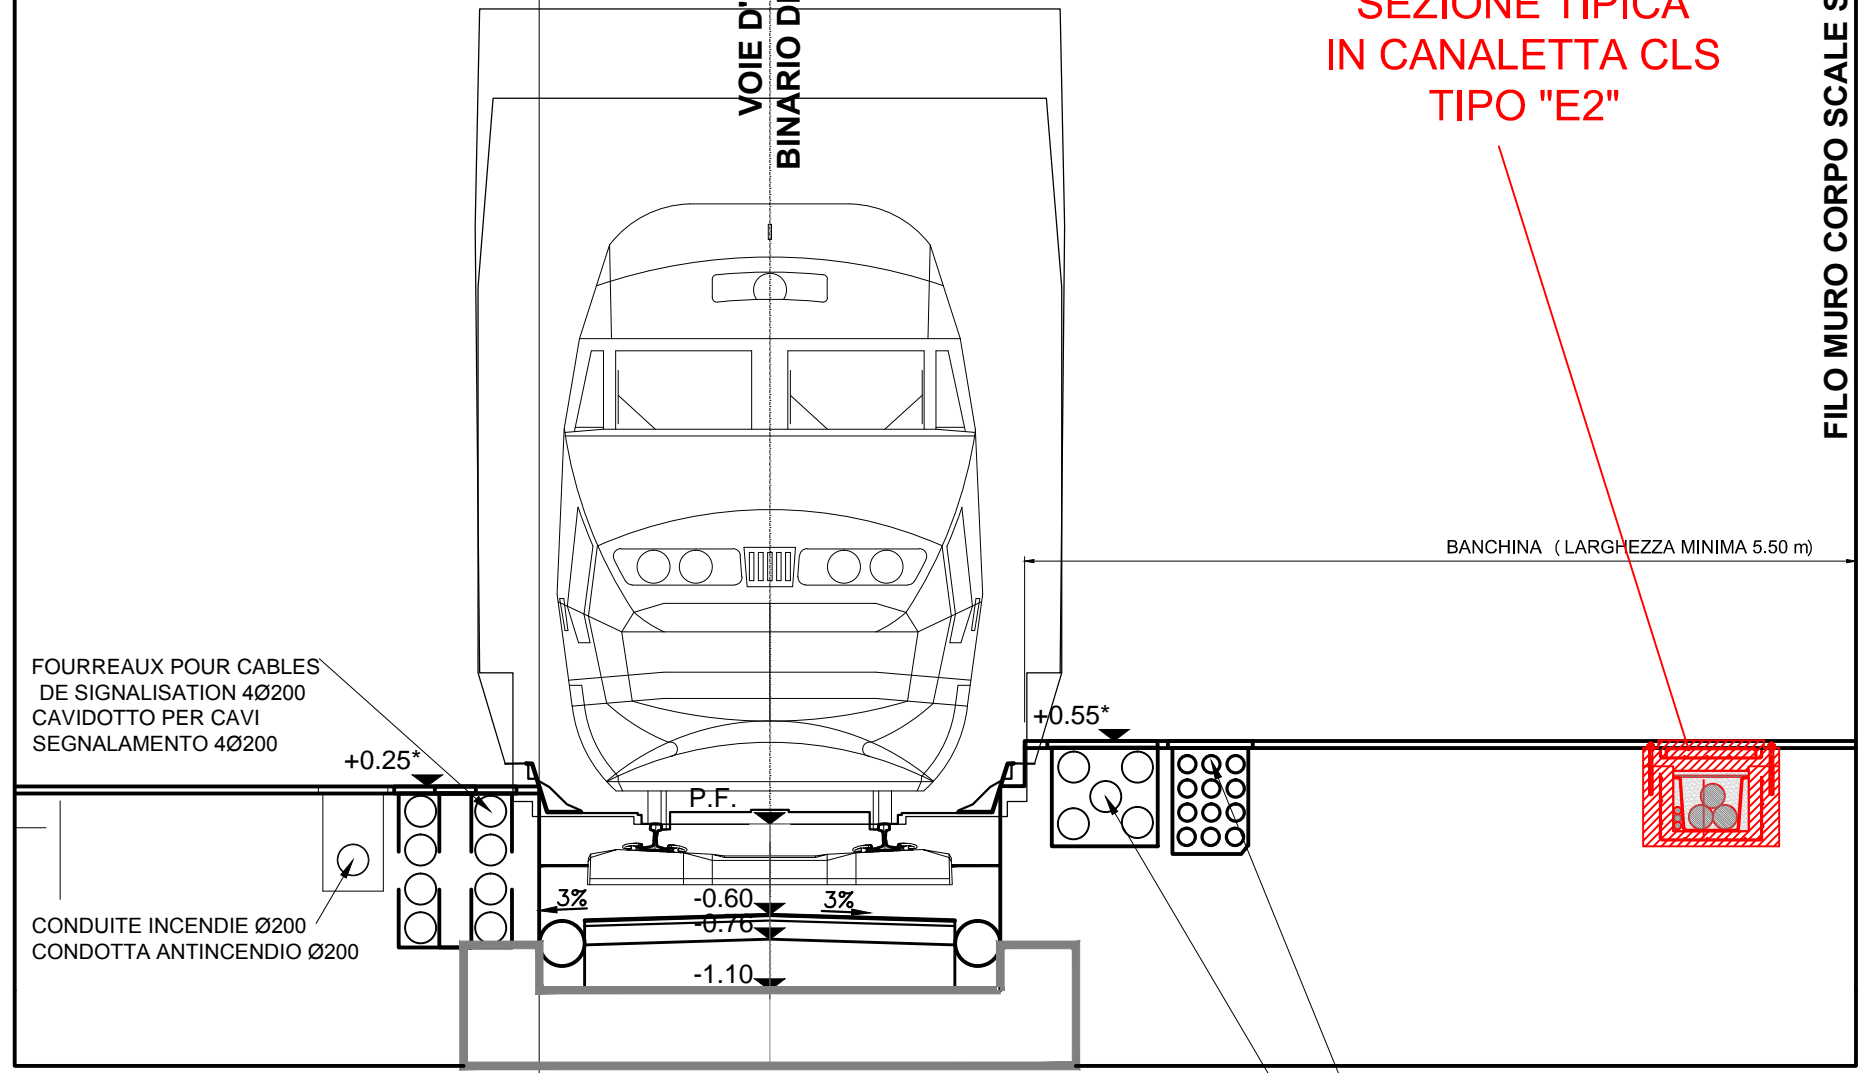 VOIE D'
BINARIO
SEZIONE TIPICA
IN CANALETTA CLS
TIPO "E2"
FILO MURO CORPO SCALE
BANCHINA ( LARGHEZZA MINIMA 5.50 m)
FOURREAUX POUR CABLES
DE SIGNALISATION 4Ø200
CAVIDOTTO PER CAVI
SEGNALAMENTO 4Ø200
+0.25*
+0.55*
P.F.
CONDUITE INCENDIE Ø200
CONDOTTA ANTINCENDIO Ø200
3%
-0.60
3%
-0.76
-1.10